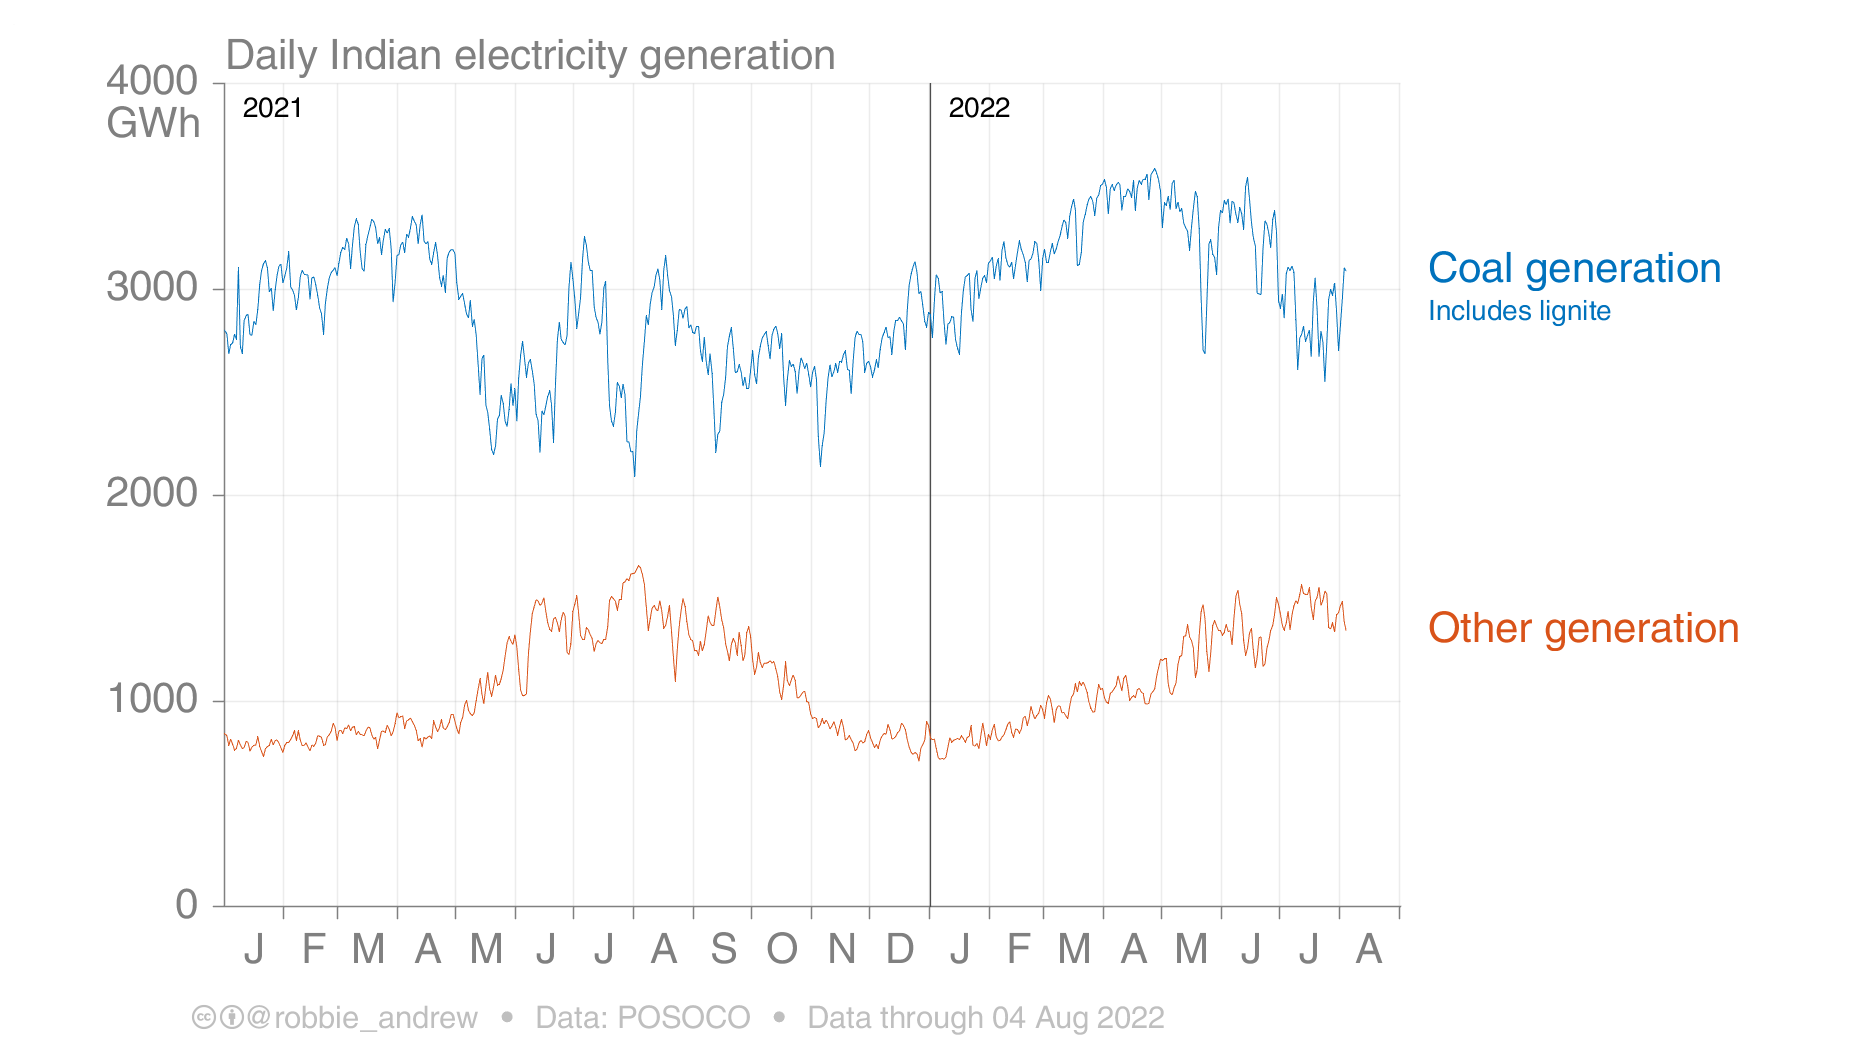 Daily Indian electricity generation
4000
GWh
2021
2022
3000
2000
1000
0
Coal generation
Includes lignite
Other generation
J F M A M J J A S O N D J F M A M J J A
cc @robbie_andrew • Data: POSOCO • Data through 04 Aug 2022